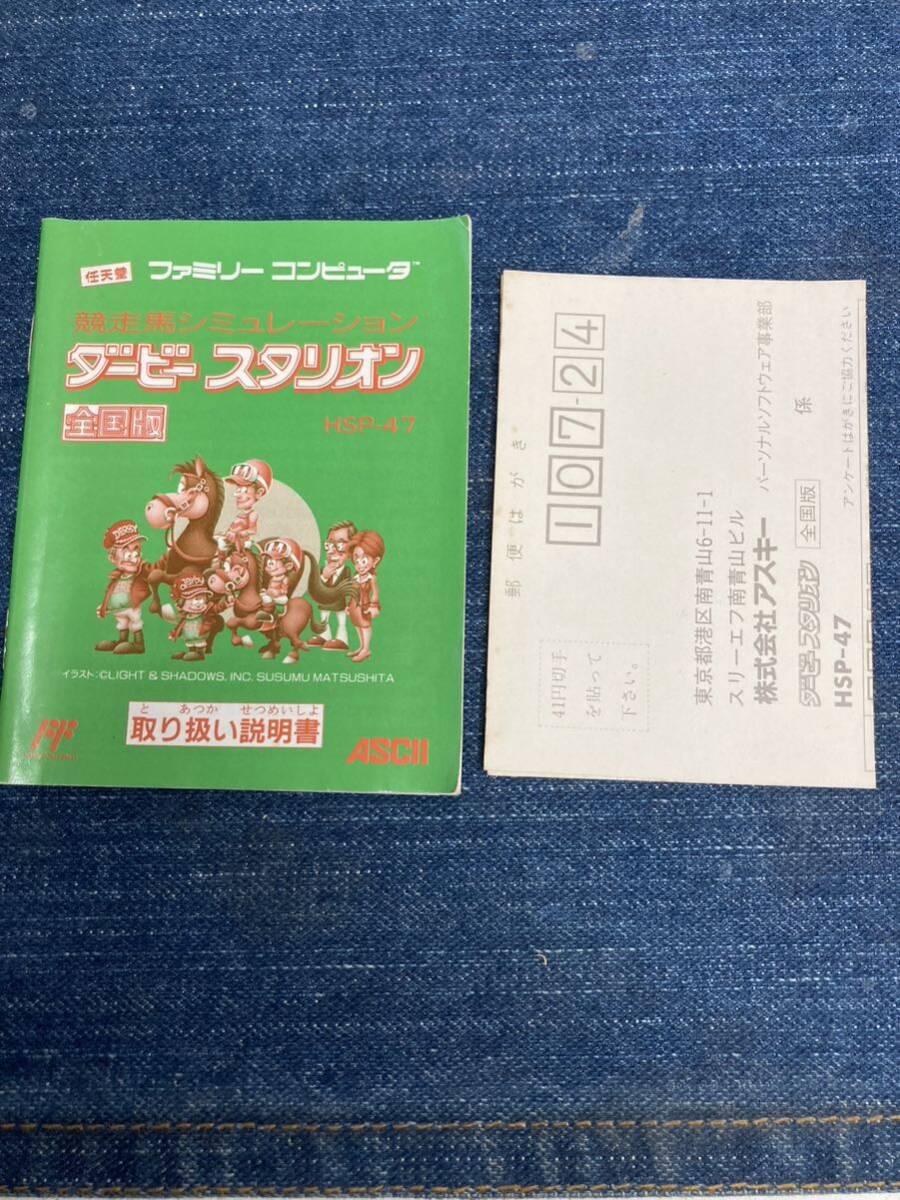 任天堂 ファミリー コンピュータ™
競走馬シミュレーション
ダービー スタリオン
全国版
HSP-47
DERBY
Derby
イラスト:©LIGHT & SHADOWS. INC. SUSUMU MATSUSHITA
と あつか せつめいしよ
取り扱い説明書
ASCII
郵便はがき
107-24
41円切手
を貼って
下さい。
東京都港区南青山6-11-1
スリーエフ南青山ビル
株式会社アスキー
パーソナルソフトウェア事業部
ダービースタリオン
全国版
係
HSP-47
アンケートはがきにご協力ください